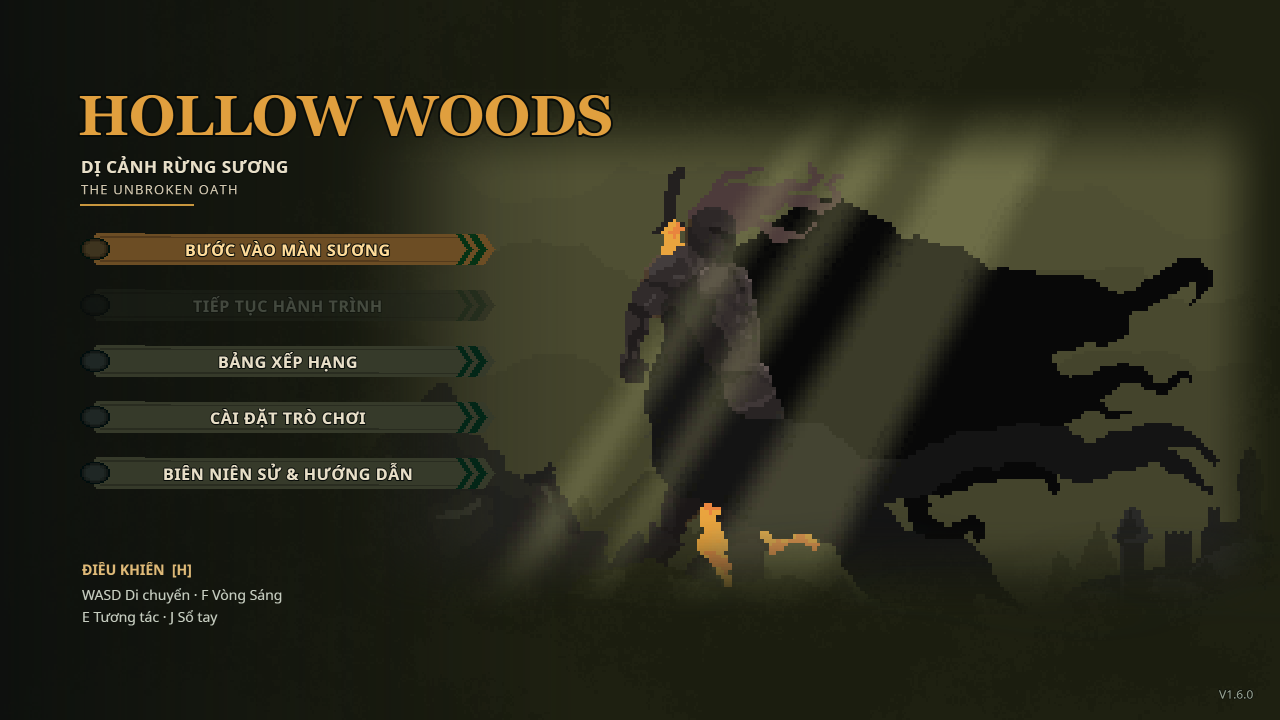 HOLLOW WOODS
DỊ CẢNH RỪNG SƯƠNG
THE UNBROKEN OATH
BƯỚC VÀO MÀN SƯƠNG
TIẾP TỤC HÀNH TRÌNH
BẢNG XẾP HẠNG
CÀI ĐẶT TRÒ CHƠI
BIÊN NIÊN SỬ & HƯỚNG DẪN
ĐIỀU KHIỂN [H]
WASD Di chuyển · F Vòng Sáng
E Tương tác · J Sổ tay
V1.6.0